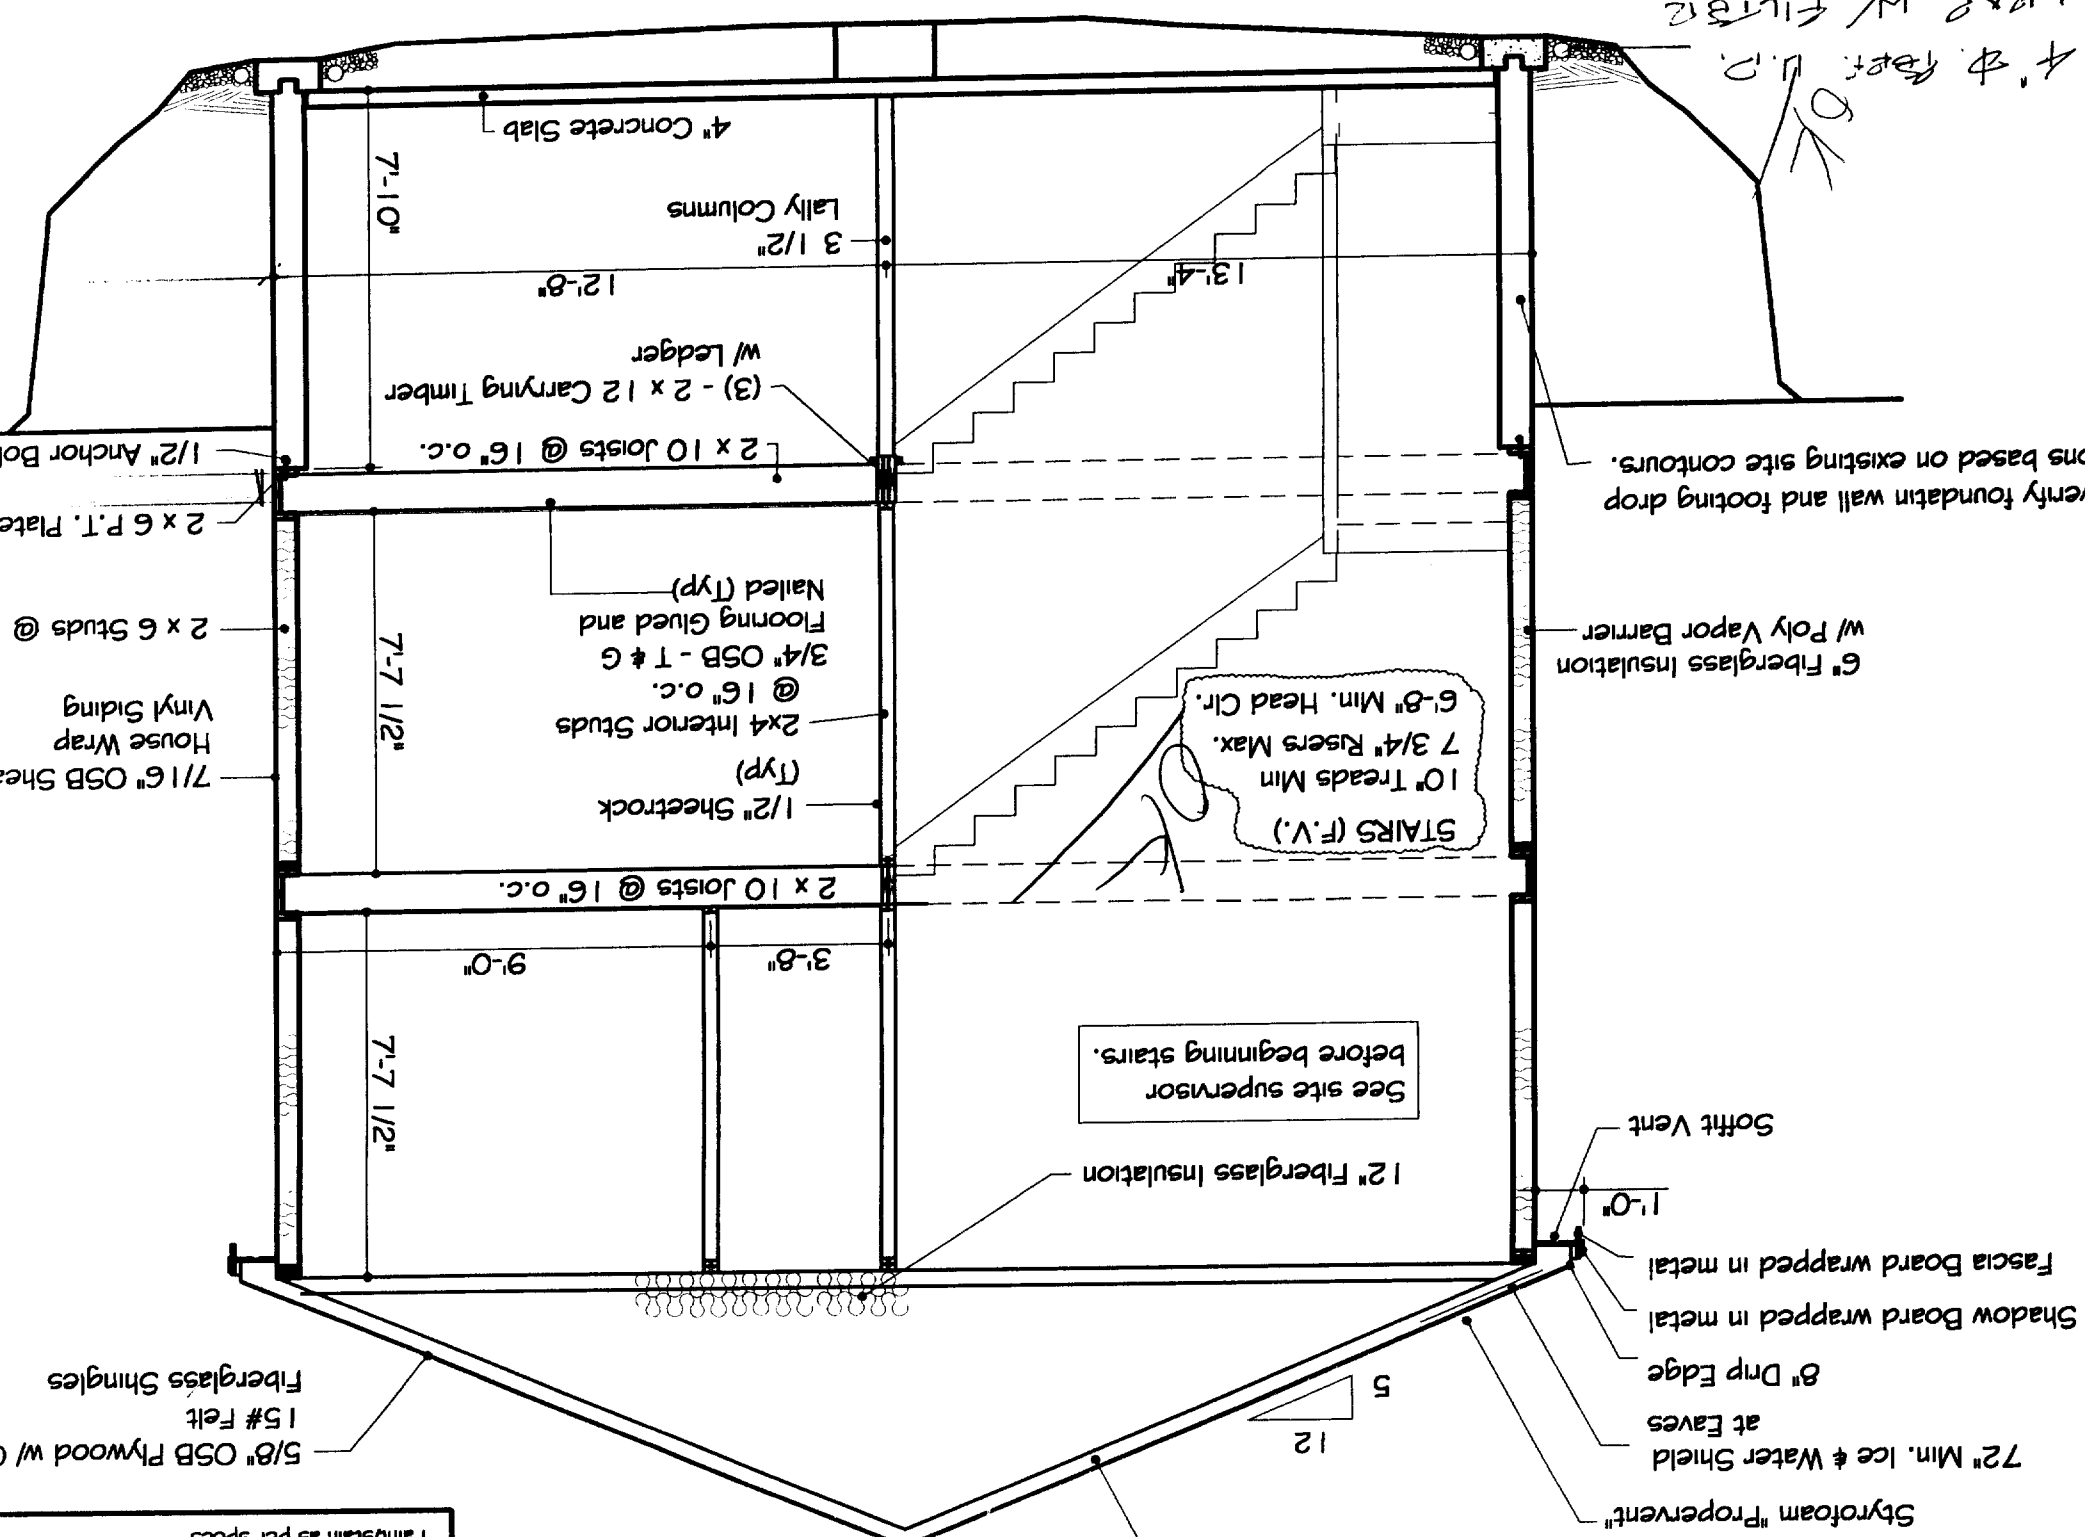 Styrofoam "Propervent"
72" Min. Ice & Water Shield
at Eaves
8" Drip Edge
Shadow Board wrapped in metal
Fascia Board wrapped in metal
1'-0"
Soffit Vent
12
5
5/8" OSB Plywood w/
15# Felt
Fiberglass Shingles
12" Fiberglass Insulation
See site supervisor
before beginning stairs.
7'-7 1/2"
3'-8"
9'-0"
2 x 10 Joists @ 16" o.c.
STAIRS (F.V.)
10" Treads Min
7 3/4" Risers Max.
6'-8" Min. Head Clr.
OK
1/2" Sheetrock
(Typ)
2x4 Interior Studs
@ 16" o.c.
3/4" OSB - T & G
Flooring Glued and
Nailed (Typ)
7'-7 1/2"
7/16" OSB Shea
House Wrap
Vinyl Siding
2 x 6 Studs @
6" Fiberglass Insulation
w/ Poly Vapor Barrier
verify foundatin wall and footing drop
ons based on existing site contours.
2 x 6 P.T. Plate
1/2" Anchor Bol
2 x 10 Joists @ 16" o.c.
(3) - 2 x 12 Carrying Timber
w/ Ledger
13'-4"
12'-8"
3 1/2"
Lally Columns
7'-10"
4" Concrete Slab
OK
4" Φ Perf. U.D.
W/ FILTER